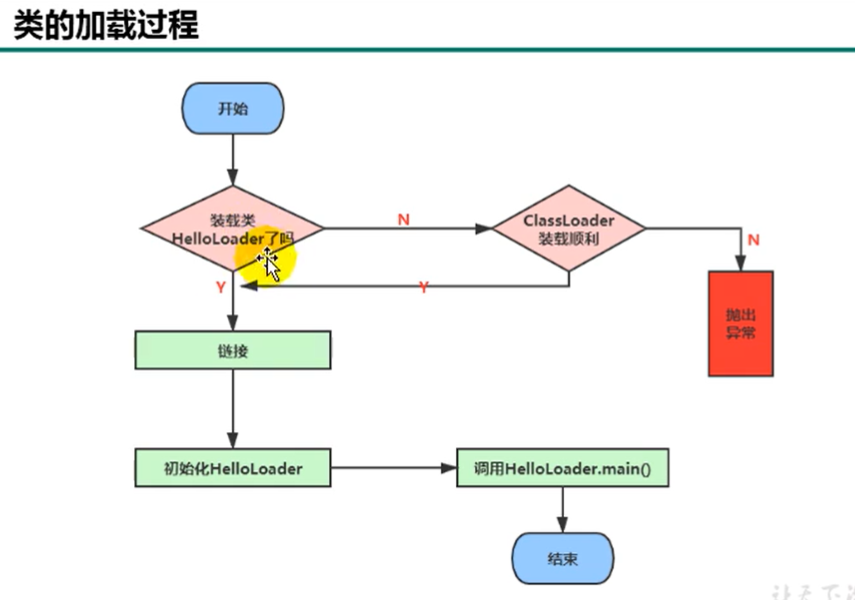 类的加载过程
开始
装载类
HelloLoader了吗
N
ClassLoader
装载顺利
N
Y
Y
抛出
异常
链接
初始化HelloLoader
调用HelloLoader.main()
结束